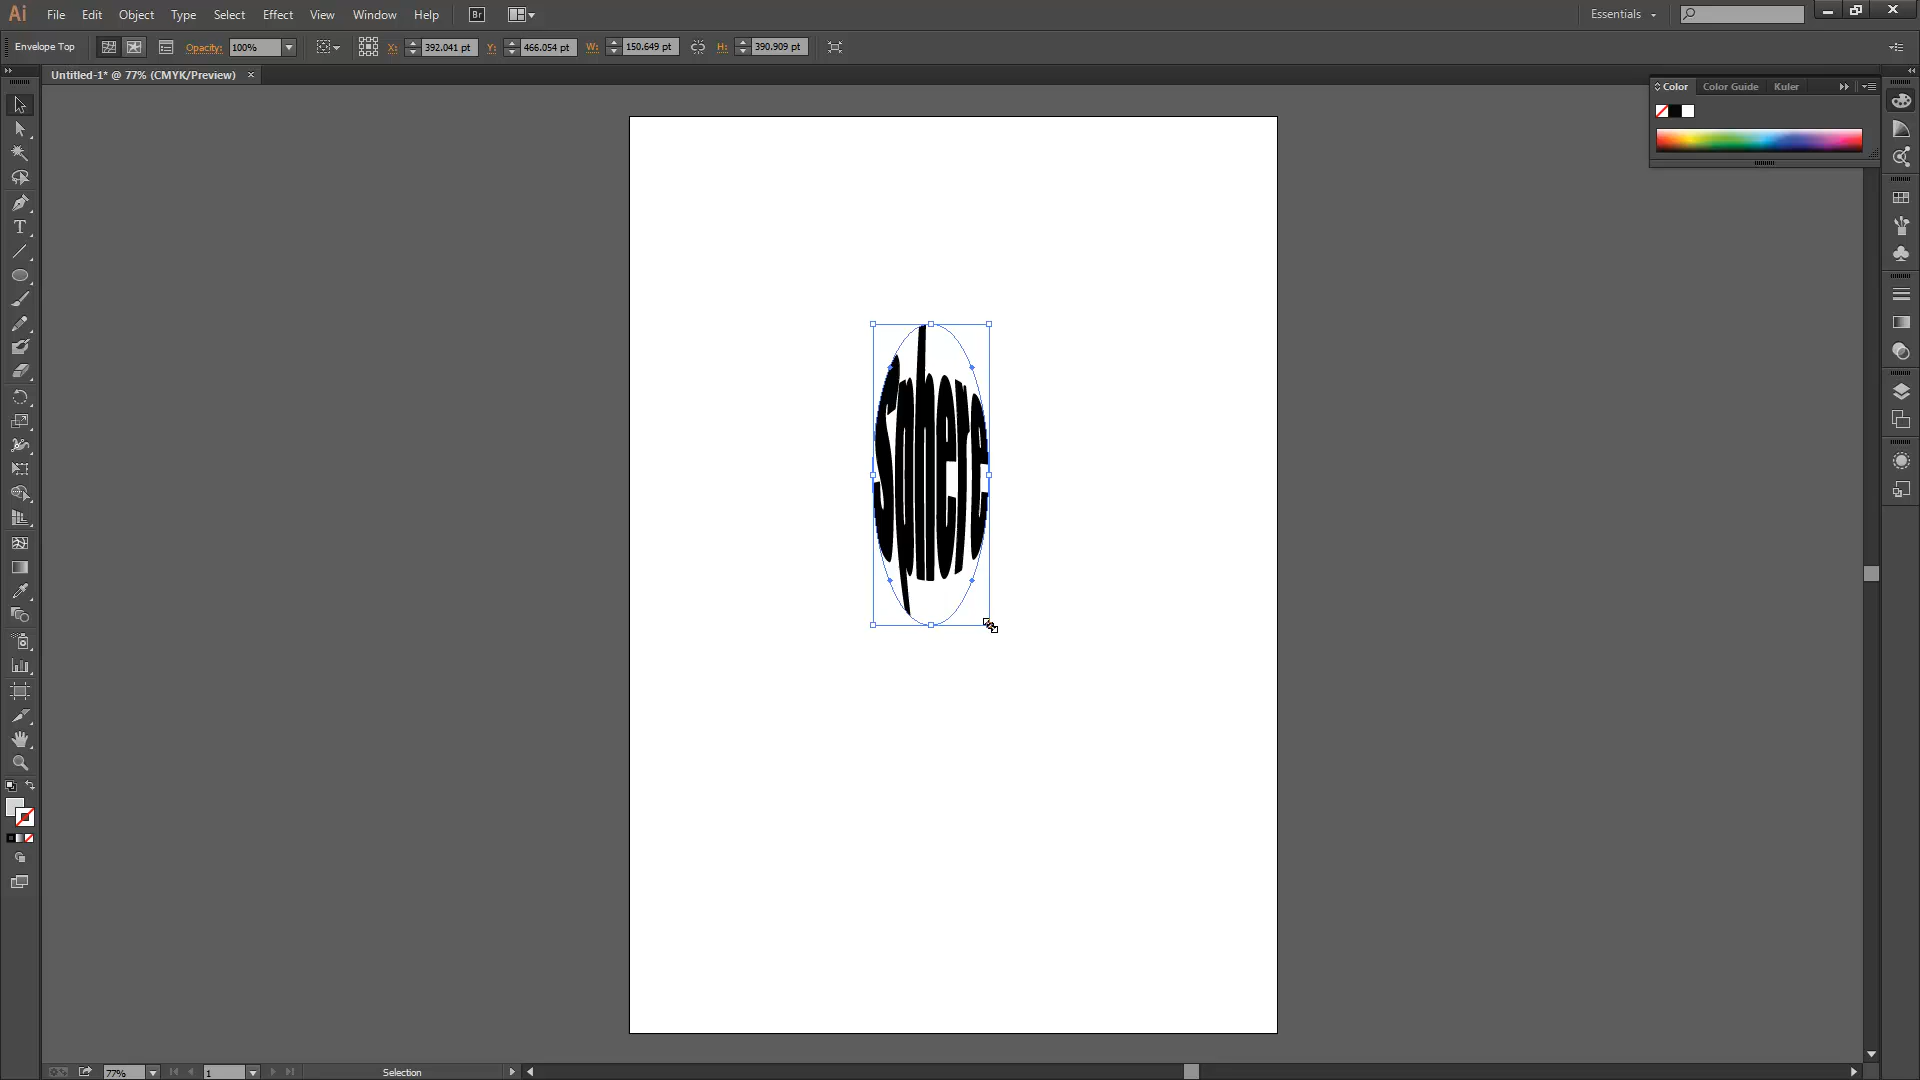 Ai File Edit Object Type Select Effect View Window Help Br Essentials
Envelope Top Opacity: 100% X: 392.041 pt Y: 466.054 pt W: 150.649 pt H: 390.909 pt
Untitled-1* @ 77% (CMYK/Preview)
Color Color Guide Kuler
T
Sphere
77% 1 Selection